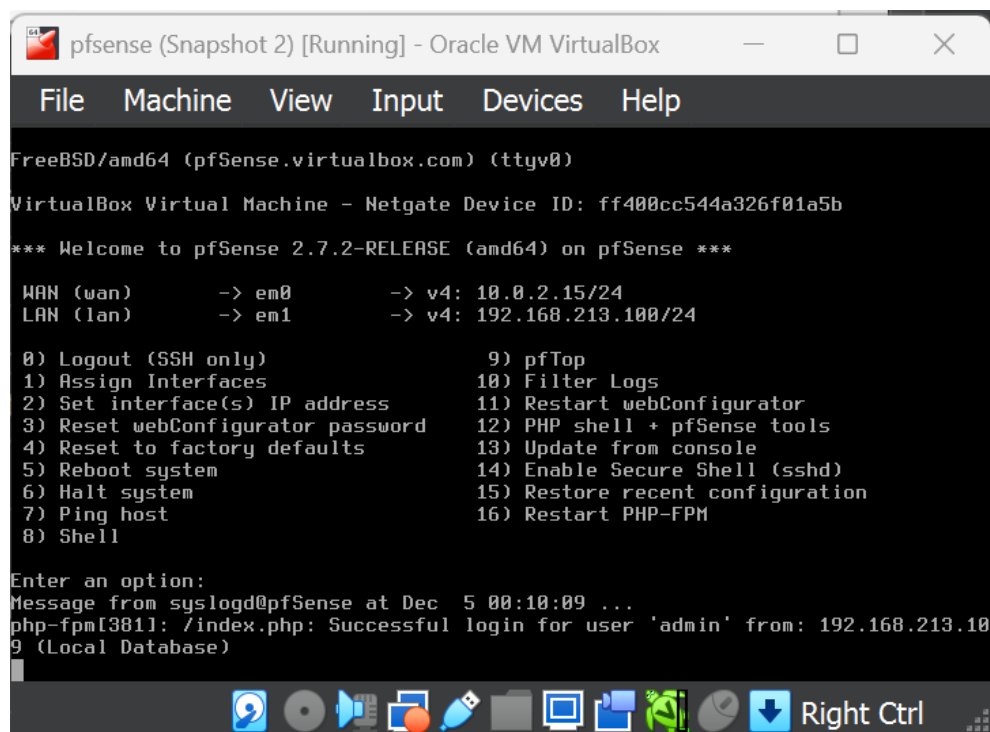 64
pfsense (Snapshot 2) [Running] - Oracle VM VirtualBox
File Machine View Input Devices Help
FreeBSD/amd64 (pfSense.virtualbox.com) (ttyv0)
VirtualBox Virtual Machine - Netgate Device ID: ff400cc544a326f01a5b
*** Welcome to pfSense 2.7.2-RELEASE (amd64) on pfSense ***
WAN (wan) -> em0 -> v4: 10.0.2.15/24
LAN (lan) -> em1 -> v4: 192.168.213.100/24
0) Logout (SSH only) 9) pfTop
1) Assign Interfaces 10) Filter Logs
2) Set interface(s) IP address 11) Restart webConfigurator
3) Reset webConfigurator password 12) PHP shell + pfSense tools
4) Reset to factory defaults 13) Update from console
5) Reboot system 14) Enable Secure Shell (sshd)
6) Halt system 15) Restore recent configuration
7) Ping host 16) Restart PHP-FPM
8) Shell
Enter an option:
Message from syslogd@pfSense at Dec 5 00:10:09 ...
php-fpm[381]: /index.php: Successful login for user 'admin' from: 192.168.213.10
9 (Local Database)
Right Ctrl